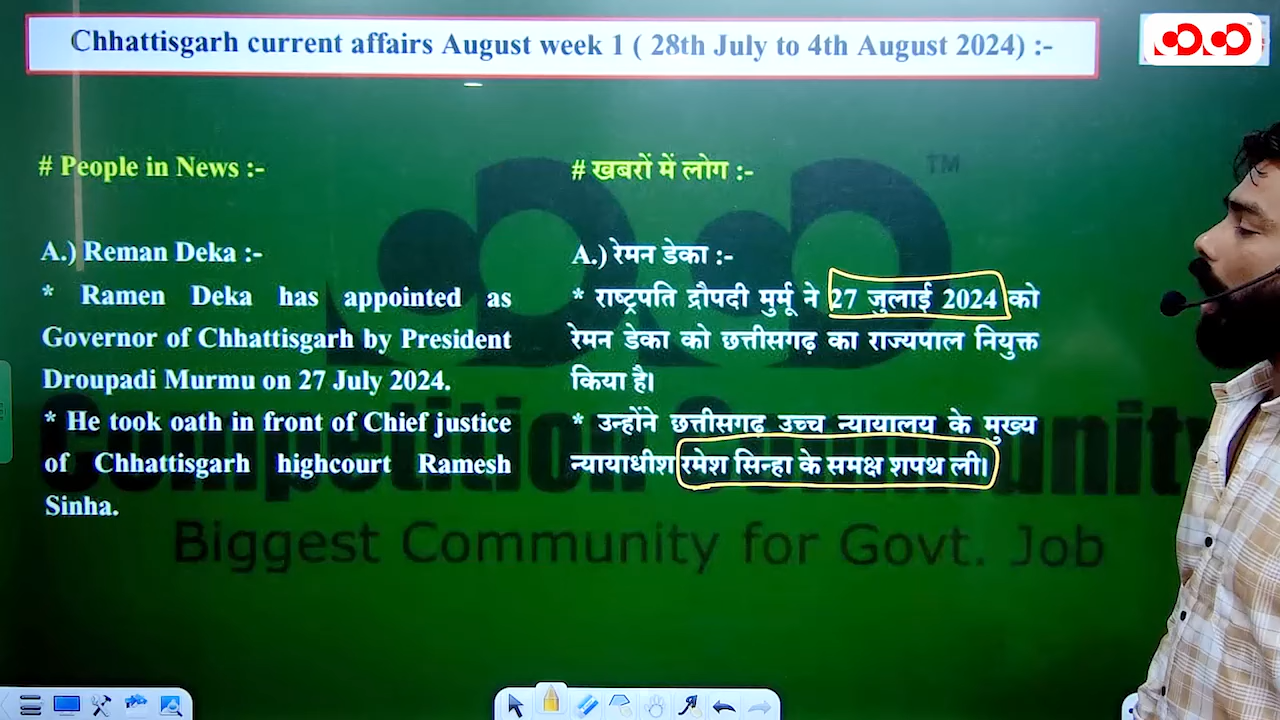 Chhattisgarh current affairs August week 1 ( 28th July to 4th August 2024) :-
# People in News :-
A.) Reman Deka :-
* Ramen Deka has appointed as
Governor of Chhattisgarh by President
Droupadi Murmu on 27 July 2024.
* He took oath in front of Chief justice
of Chhattisgarh highcourt Ramesh
Sinha.
# खबरों में लोग :-
A.) रेमन डेका :-
* राष्ट्रपति द्रौपदी मुर्मू ने 27 जुलाई 2024 को
रेमन डेका को छत्तीसगढ़ का राज्यपाल नियुक्त
किया है।
* उन्होंने छत्तीसगढ़ उच्च न्यायालय के मुख्य
न्यायाधीश रमेश सिन्हा के समक्ष शपथ ली।
TM
Competition Community
Biggest Community for Govt. Job